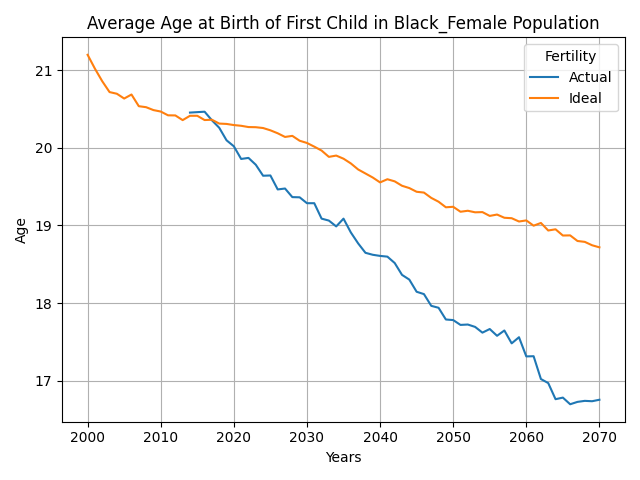 Average Age at Birth of First Child in Black_Female Population
Fertility
Actual
Ideal
Age
21
20
19
18
17
2000 2010 2020 2030 2040 2050 2060 2070
Years